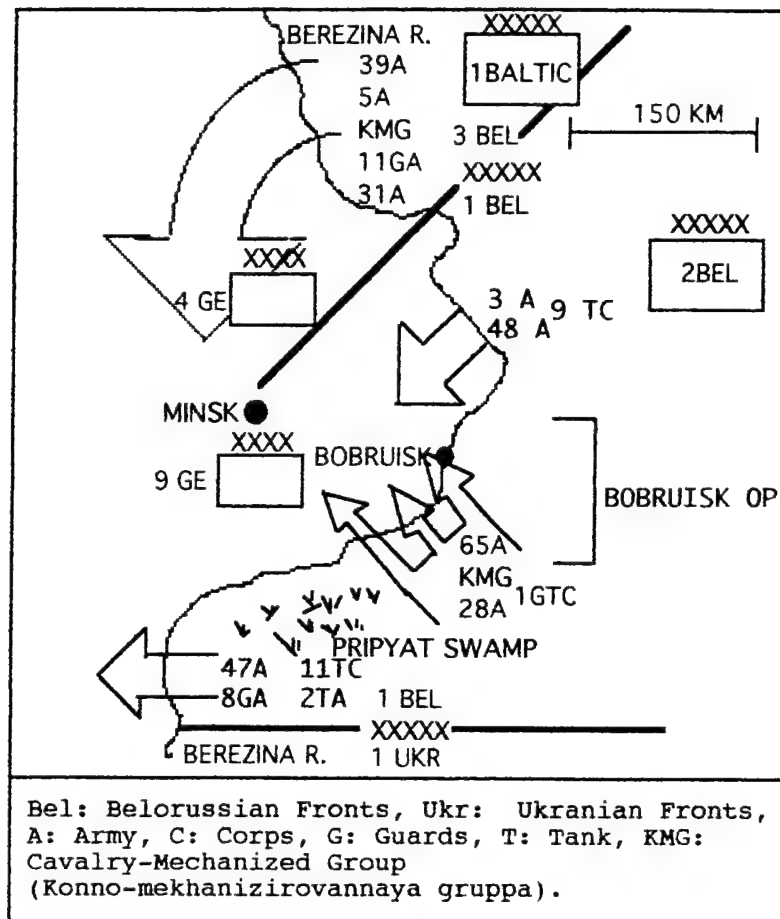 BEREZINA R.
XXXXX
39A
1BALTIC
5A
KMG
3 BEL
150 KM
11GA
XXXXX
31A
1 BEL
XXXXX
XXXX
2BEL
4 GE
3 A
9 TC
48 A
MINSK
XXXX
BOBRUISK
9 GE
BOBRUISK OP
65A
KMG
1GTC
28A
PRIPYAT SWAMP
47A 11TC
8GA 2TA 1 BEL
XXXXX
BEREZINA R. 1 UKR
Bel: Belorussian Fronts, Ukr: Ukranian Fronts,
A: Army, C: Corps, G: Guards, T: Tank, KMG:
Cavalry-Mechanized Group
(Konno-mekhanizirovannaya gruppa).